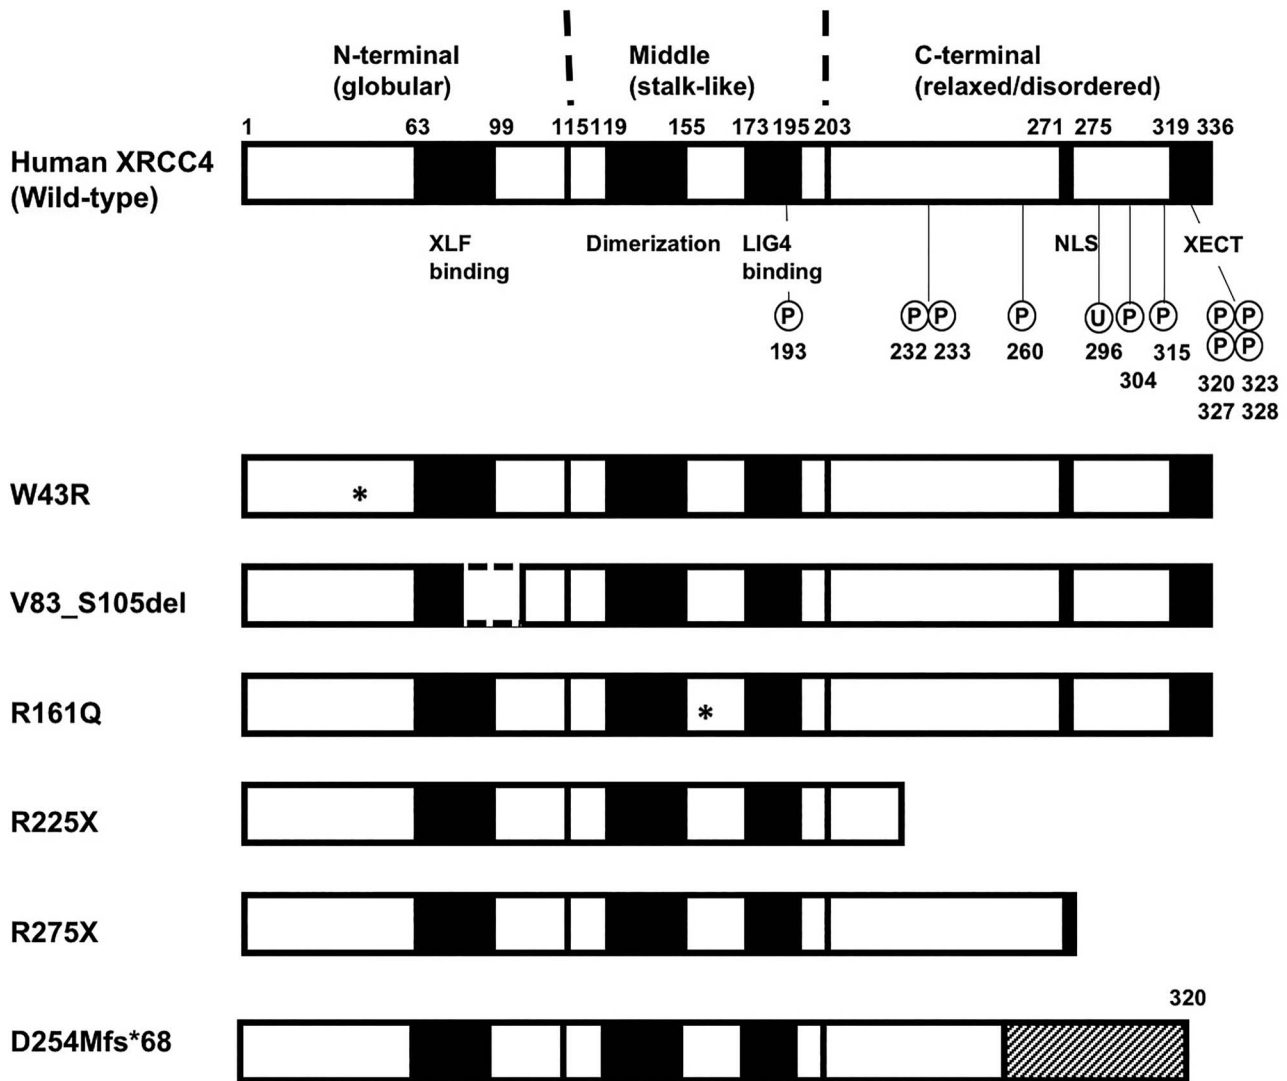 N-terminal
(globular)
Middle
(stalk-like)
C-terminal
(relaxed/disordered)
1 63 99 115 119 155 173 195 203 271 275 319 336
Human XRCC4
(Wild-type)
XLF
binding
Dimerization
LIG4
binding
NLS
XECT
P P P P U P P P P
P P
193 232 233 260 296 315
304
320 323
327 328
W43R
*
V83_S105del
R161Q
*
R225X
R275X
320
D254Mfs*68